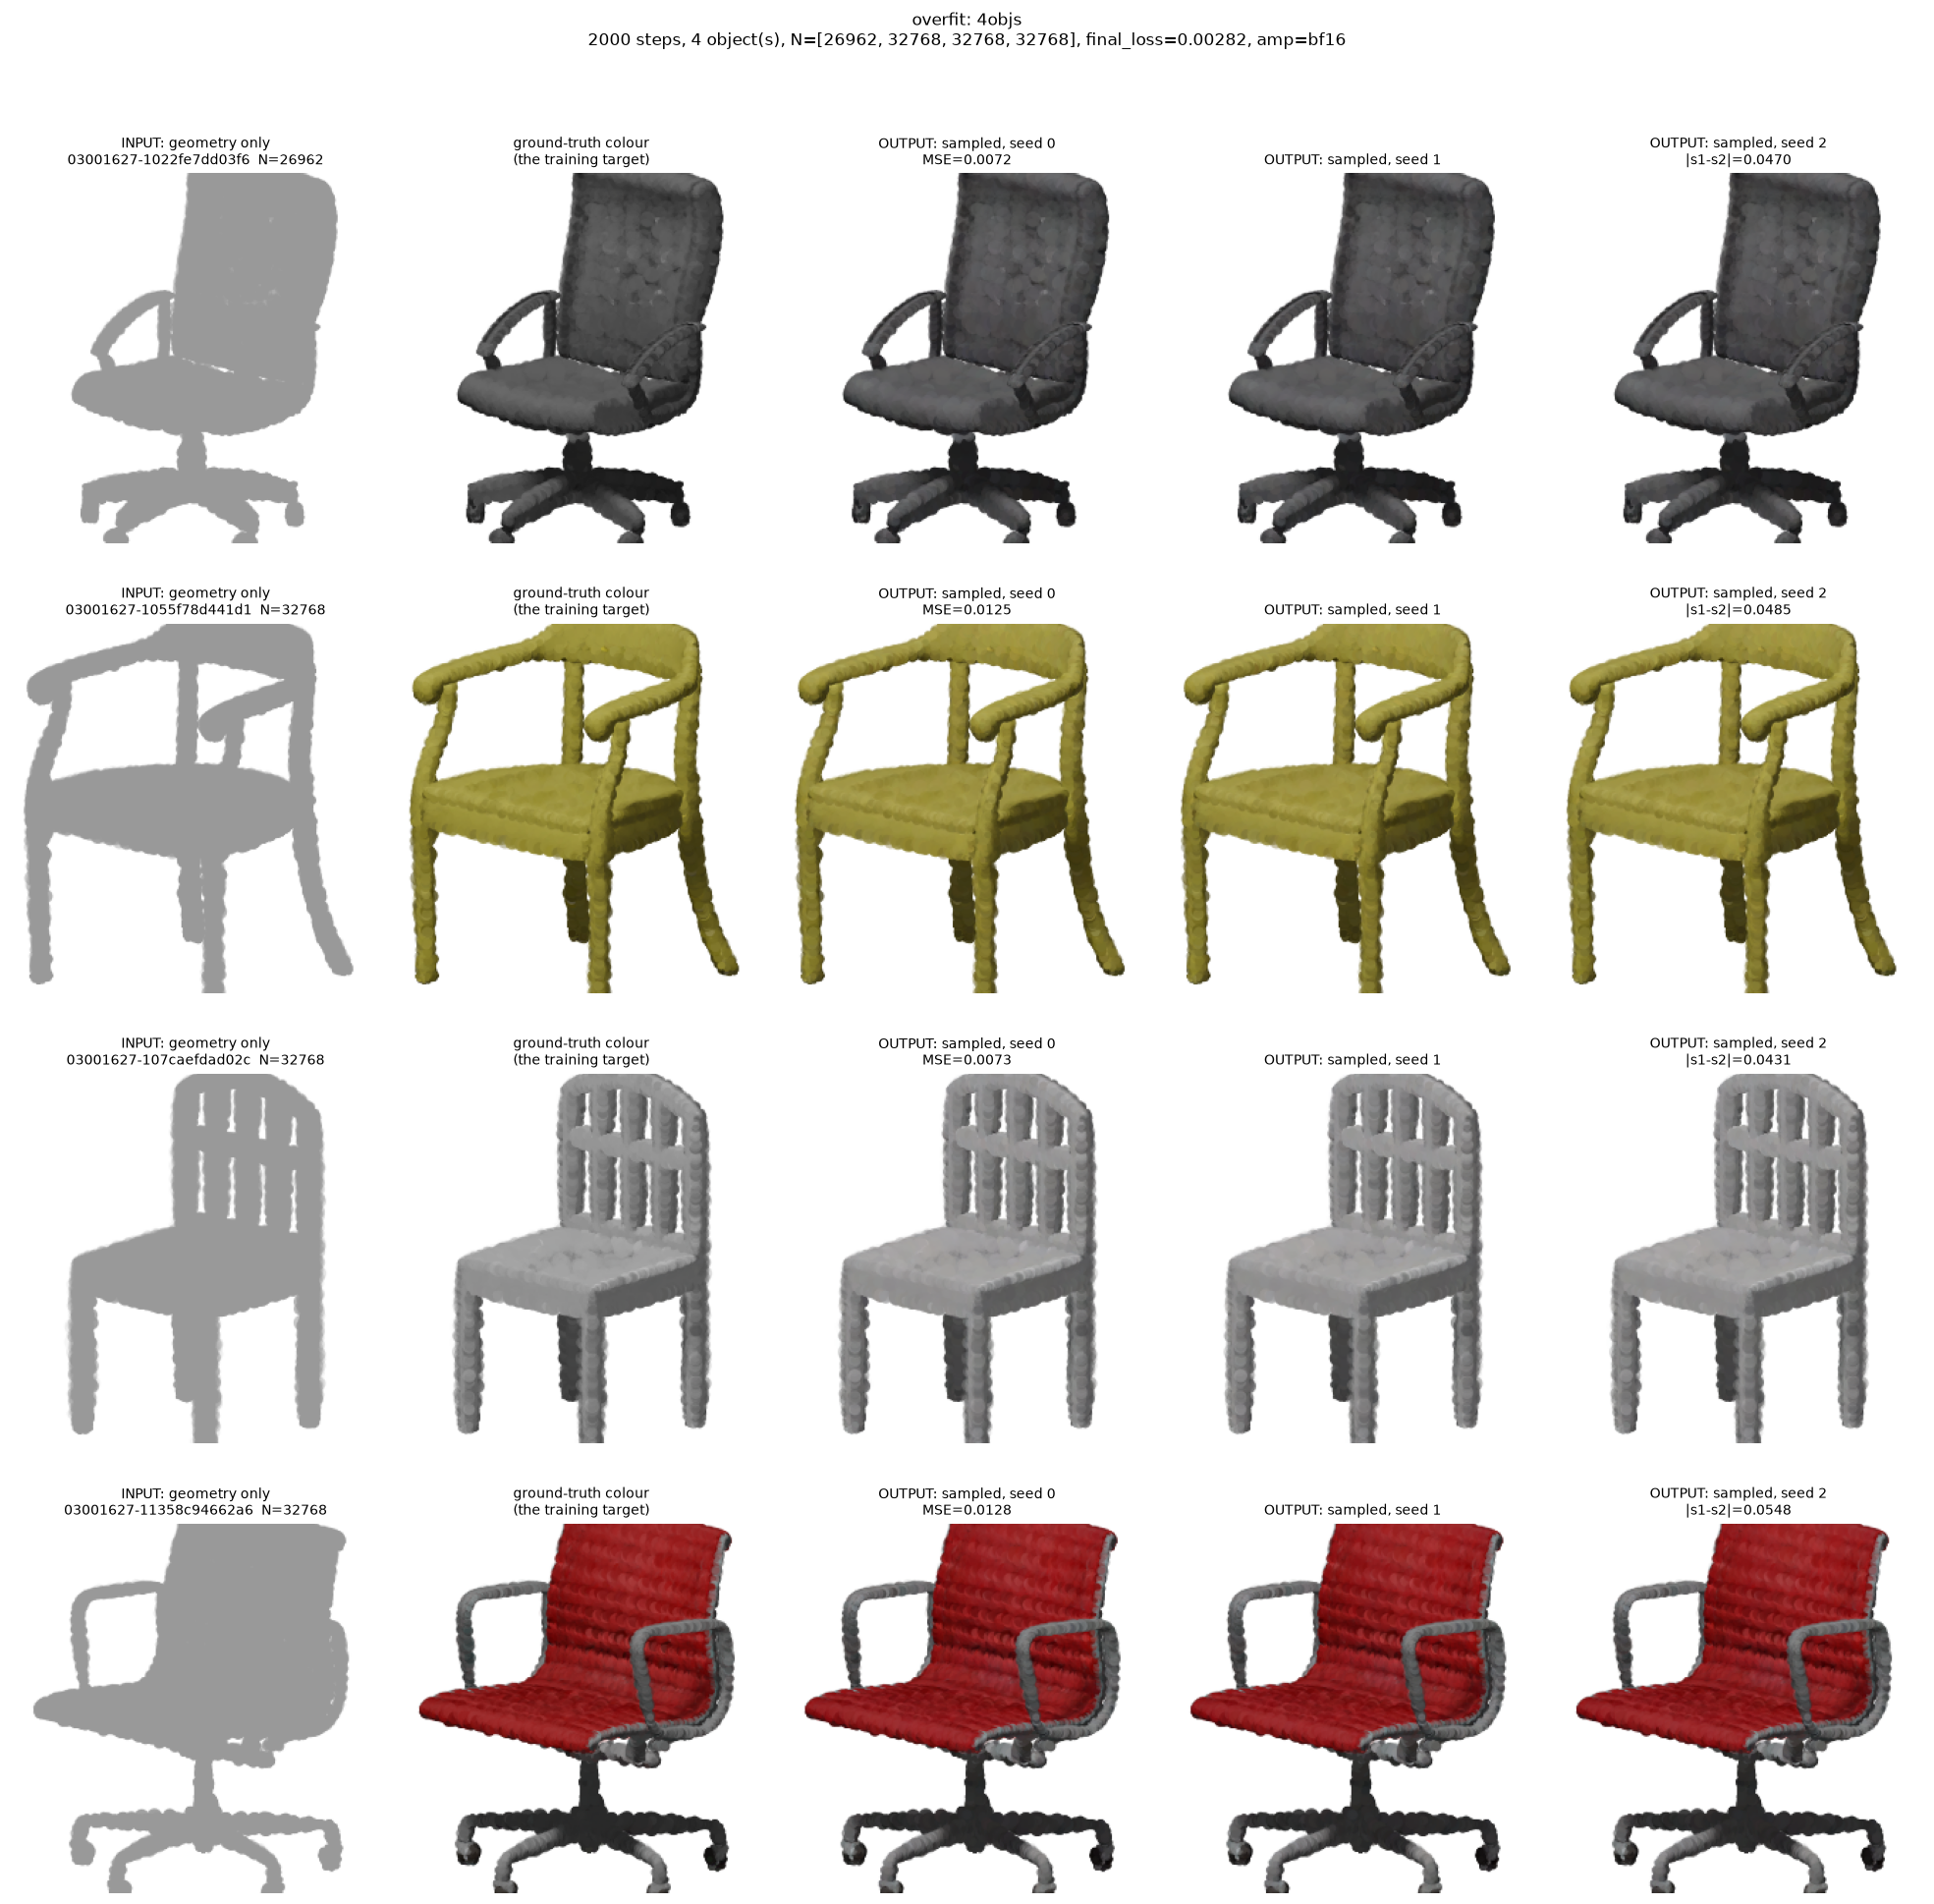 overfit: 4objs
2000 steps, 4 object(s), N=[26962, 32768, 32768, 32768], final_loss=0.00282, amp=bf16
INPUT: geometry only
03001627-1022fe7dd03f6 N=26962
ground-truth colour
(the training target)
OUTPUT: sampled, seed 0
MSE=0.0072
OUTPUT: sampled, seed 1
OUTPUT: sampled, seed 2
|s1-s2|=0.0470
INPUT: geometry only
03001627-1055f78d441d1 N=32768
ground-truth colour
(the training target)
OUTPUT: sampled, seed 0
MSE=0.0125
OUTPUT: sampled, seed 1
OUTPUT: sampled, seed 2
|s1-s2|=0.0485
INPUT: geometry only
03001627-107caefdad02c N=32768
ground-truth colour
(the training target)
OUTPUT: sampled, seed 0
MSE=0.0073
OUTPUT: sampled, seed 1
OUTPUT: sampled, seed 2
|s1-s2|=0.0431
INPUT: geometry only
03001627-11358c94662a6 N=32768
ground-truth colour
(the training target)
OUTPUT: sampled, seed 0
MSE=0.0128
OUTPUT: sampled, seed 1
OUTPUT: sampled, seed 2
|s1-s2|=0.0548